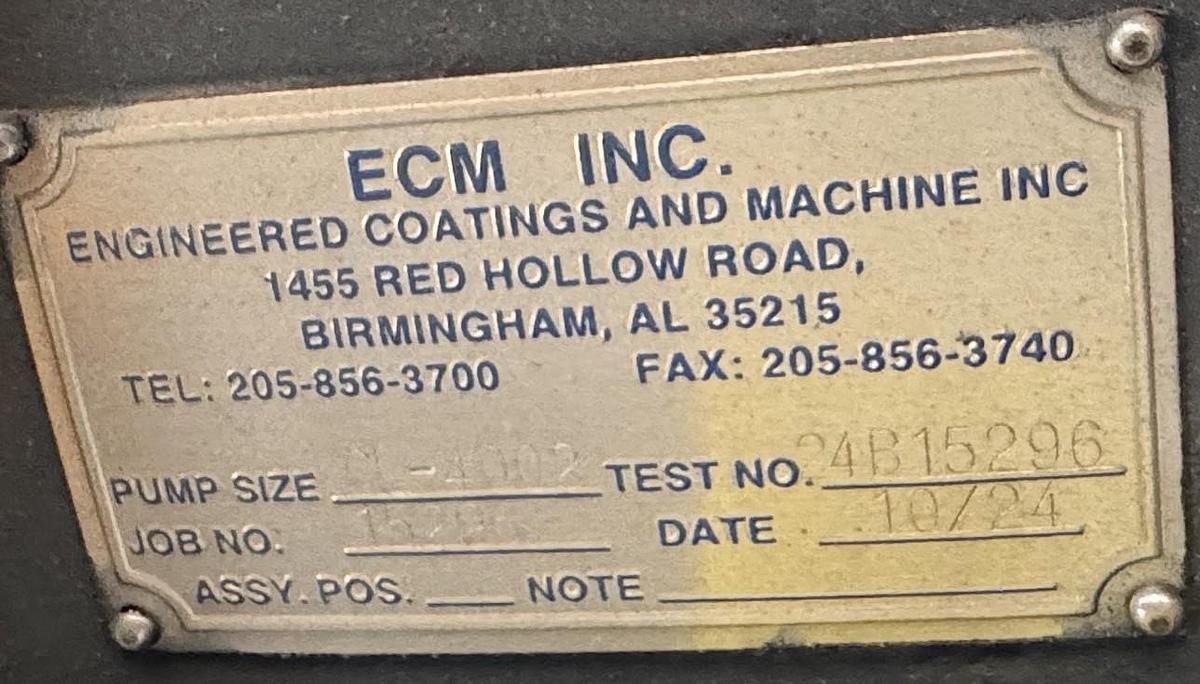 ECM INC.
ENGINEERED COATINGS AND MACHINE INC
1455 RED HOLLOW ROAD,
BIRMINGHAM, AL 35215
TEL: 205-856-3700 FAX: 205-856-3740
PUMP SIZE TEST NO. 24B15296
JOB NO. DATE 10/24
ASSY. POS. NOTE